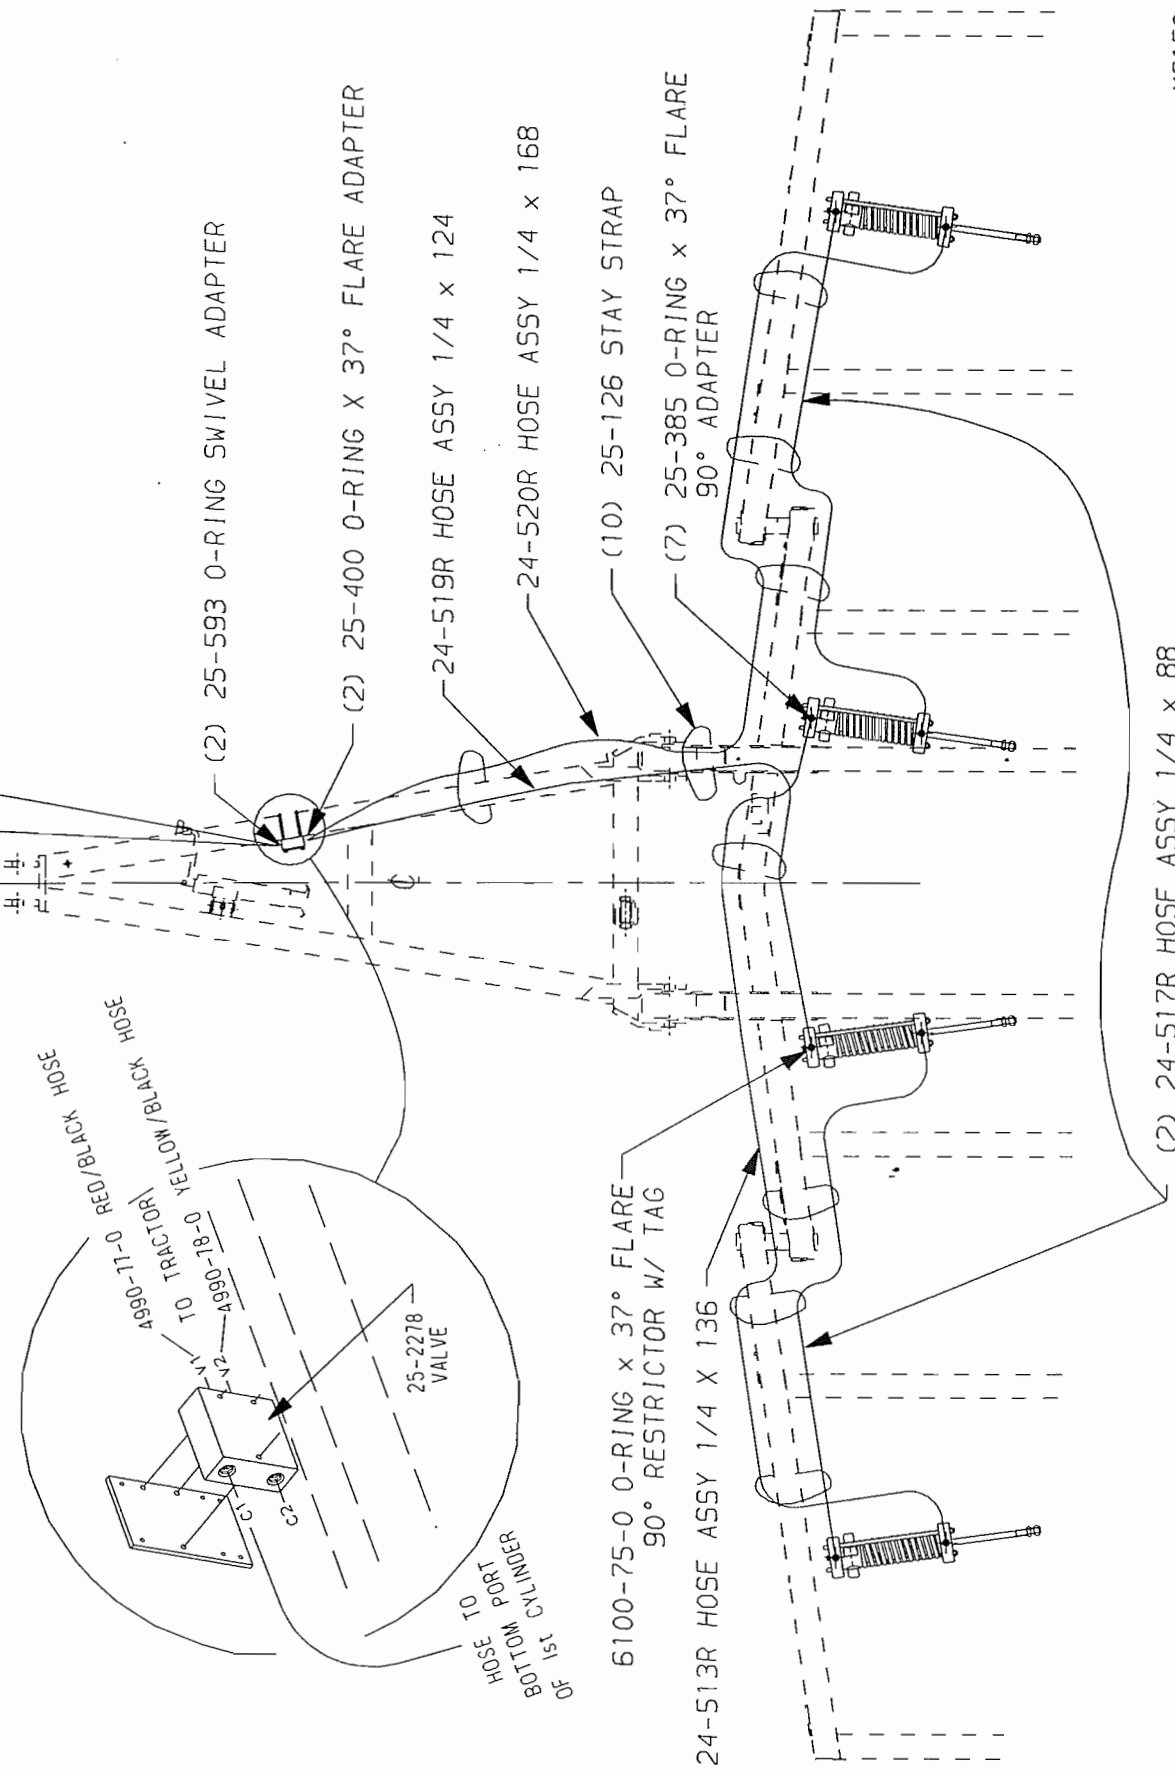 (2) 25-593 O-RING SWIVEL ADAPTER
(2) 25-400 O-RING X 37° FLARE ADAPTER
24-519R HOSE ASSY 1/4 x 124
24-520R HOSE ASSY 1/4 x 168
(10) 25-126 STAY STRAP
(7) 25-385 O-RING x 37° FLARE
90° ADAPTER
4990-77-0 RED/BLACK HOSE
TO TRACTOR
4990-78-0 YELLOW/BLACK HOSE
V1
V2
25-2278
VALVE
C1
C2
HOSE TO
BOTTOM PORT
OF 1st CYLINDER
℄
6100-75-0 O-RING x 37° FLARE
90° RESTRICTOR W/ TAG
24-513R HOSE ASSY 1/4 X 136
(2) 24-517R HOSE ASSY 1/4 x 88